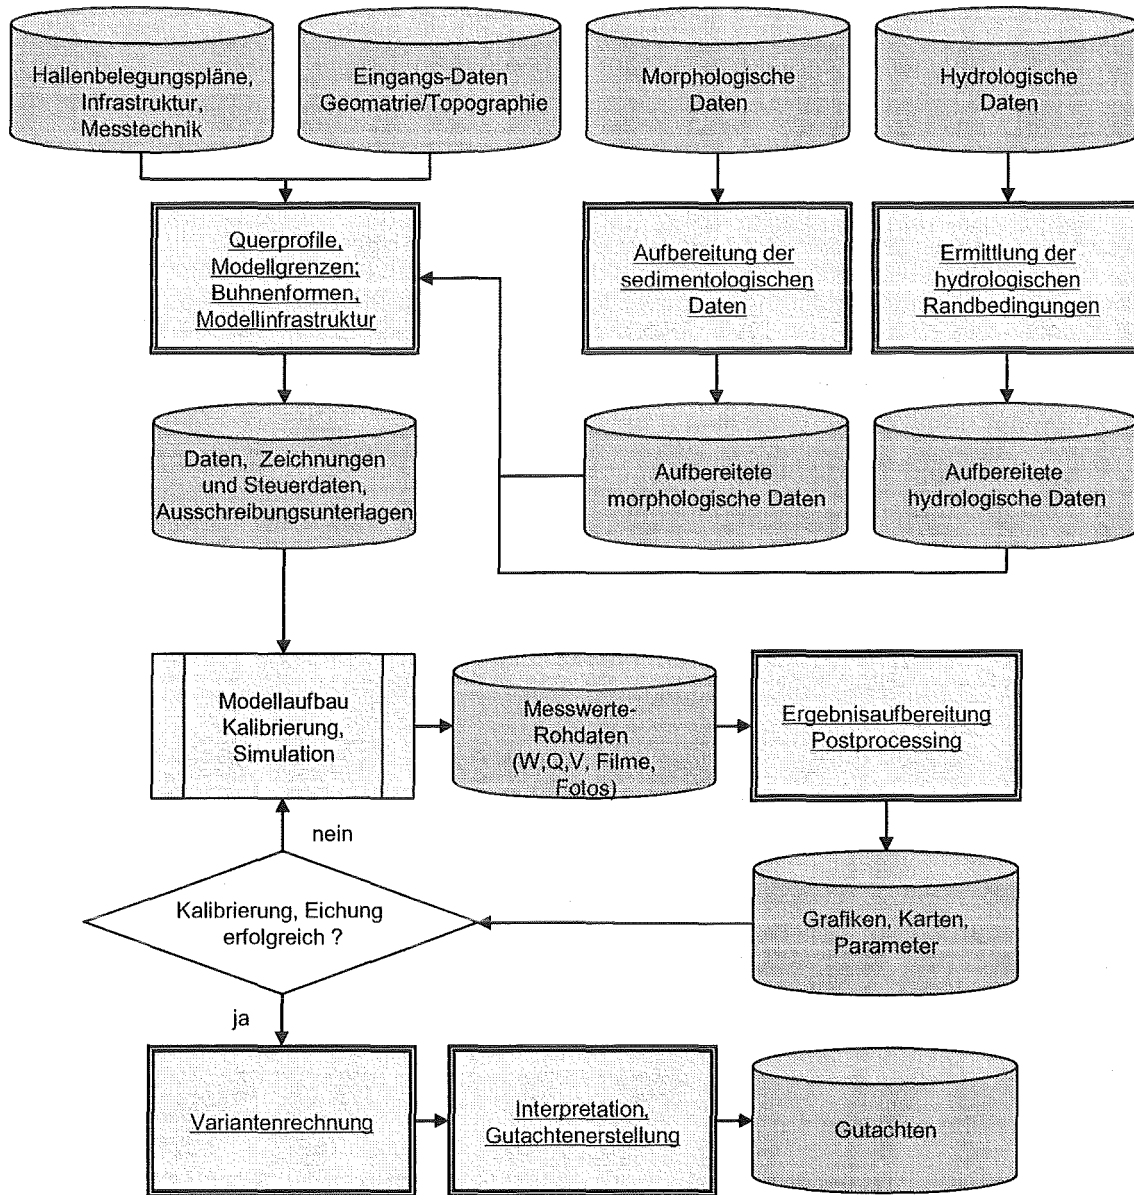 Hallenbelegungspläne,
Infrastruktur,
Messtechnik
Eingangs-Daten
Geomatrie/Topographie
Morphologische
Daten
Hydrologische
Daten
Querprofile,
Modellgrenzen;
Buhnenformen,
Modellinfrastruktur
Aufbereitung der
sedimentologischen
Daten
Ermittlung der
hydrologischen
Randbedingungen
Daten, Zeichnungen
und Steuerdaten,
Ausschreibungsunterlagen
Aufbereitete
morphologische Daten
Aufbereitete
hydrologische Daten
Modellaufbau
Kalibrierung,
Simulation
Messwerte-
Rohdaten
(W,Q,V, Filme,
Fotos)
Ergebnisaufbereitung
Postprocessing
nein
Kalibrierung, Eichung
erfolgreich ?
Grafiken, Karten,
Parameter
ja
Variantenrechnung
Interpretation,
Gutachtenerstellung
Gutachten